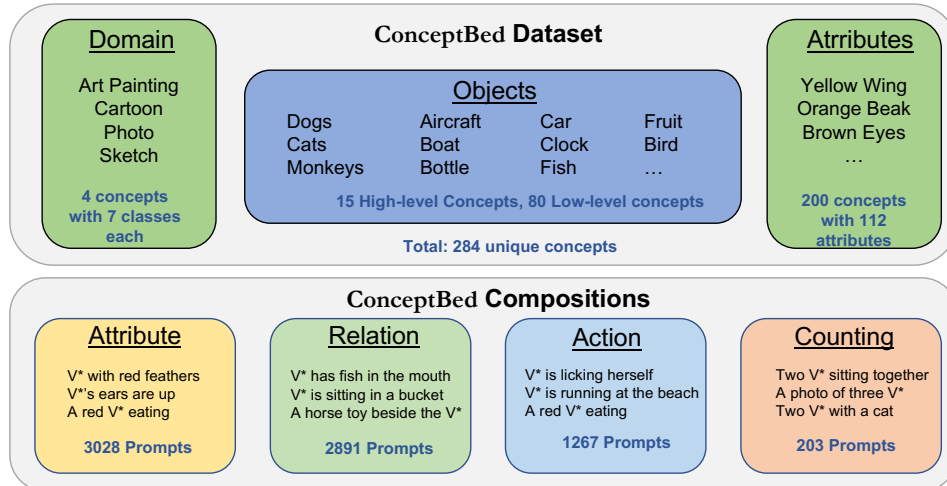 ConceptBed Dataset
Domain
Art Painting
Cartoon
Photo
Sketch
4 concepts
with 7 classes
each
Objects
Dogs Aircraft Car Fruit
Cats Boat Clock Bird
Monkeys Bottle Fish …
15 High-level Concepts, 80 Low-level concepts
Total: 284 unique concepts
Atrributes
Yellow Wing
Orange Beak
Brown Eyes
…
200 concepts
with 112
attributes
ConceptBed Compositions
Attribute
V* with red feathers
V*'s ears are up
A red V* eating
3028 Prompts
Relation
V* has fish in the mouth
V* is sitting in a bucket
A horse toy beside the V*
2891 Prompts
Action
V* is licking herself
V* is running at the beach
A red V* eating
1267 Prompts
Counting
Two V* sitting together
A photo of three V*
Two V* with a cat
203 Prompts